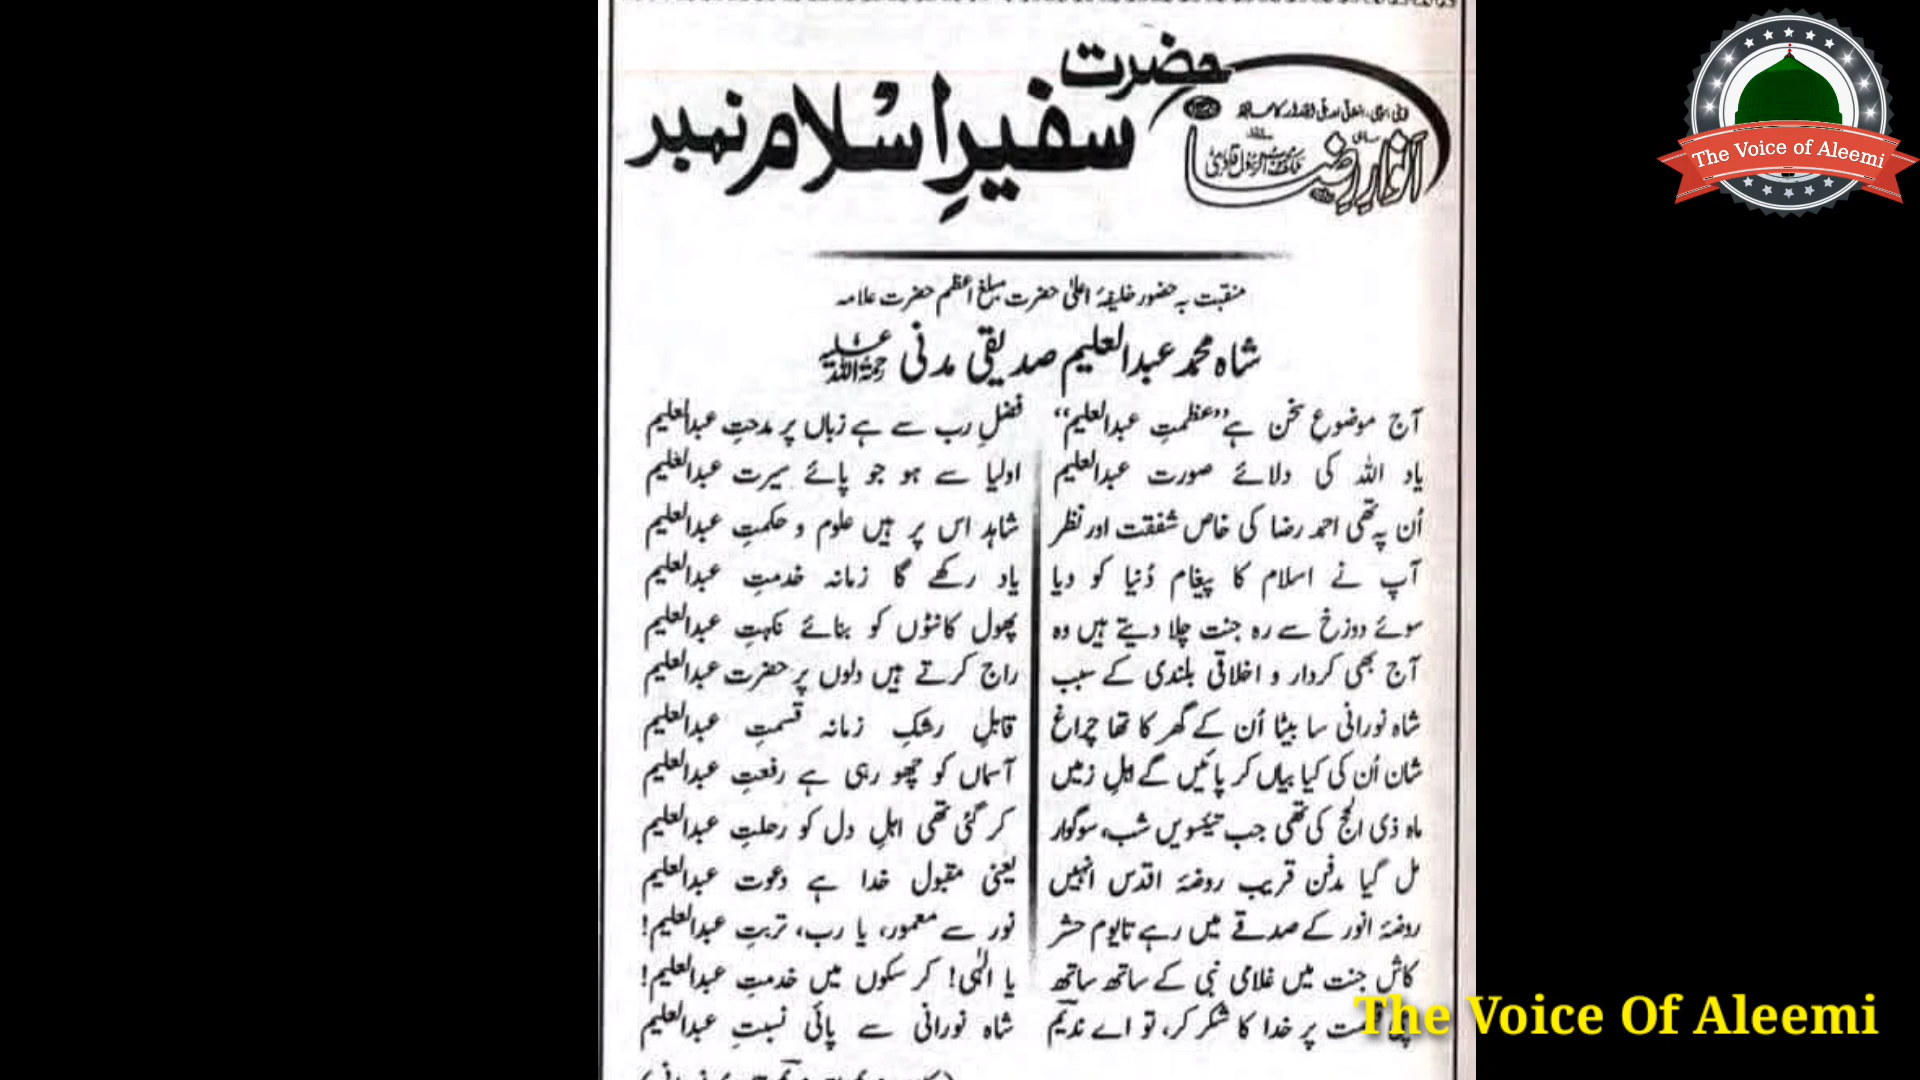 حضرت
سفیرِ اسلام نمبر
انوارِ رضا
منقبت بہ حضور خلیفۂ اعلیٰ حضرت مبلغ اعظم حضرت علامہ
شاہ محمد عبدالعلیم صدیقی مدنی رحمۃ اللہ علیہ
آج موضوعِ سخن ہے ”عظمتِ عبدالعلیم“ فضلِ رب سے ہے زباں پر مدحتِ عبدالعلیم
یاد اللہ کی دلائے صورت عبدالعلیم اولیا سے ہو جو پائے سیرت عبدالعلیم
اُن پہ تھی احمد رضا کی خاص شفقت اور نظر شاہد اس پر ہیں علوم و حکمتِ عبدالعلیم
آپ نے اسلام کا پیغام دُنیا کو دیا یاد رکھے گا زمانہ خدمتِ عبدالعلیم
سوئے دوزخ سے رہ جنت چلا دیتے ہیں وہ پھول کانٹوں کو بنائے نکہتِ عبدالعلیم
آج بھی کردار و اخلاقی بلندی کے سبب راج کرتے ہیں دلوں پر حضرت عبدالعلیم
شاہ نورانی سا بیٹا اُن کے گھر کا تھا چراغ قابلِ رشکِ زمانہ قسمتِ عبدالعلیم
شان اُن کی کیا بیاں کر پائیں گے اہلِ زمیں آسماں کو چھو رہی ہے رفعتِ عبدالعلیم
ماہ ذی الحج کی تھی جب تیئسویں شب، سوگوار کر گئی تھی اہلِ دل کو رحلتِ عبدالعلیم
مل گیا مدفن قریب روضۂ اقدس انہیں یعنی مقبول خدا ہے دعوت عبدالعلیم
روضۂ انور کے صدقے میں رہے تایوم حشر نور سے معمور، یا رب، تربتِ عبدالعلیم!
کاش جنت میں غلامی نبی کے ساتھ ساتھ یا الٰہی! کر سکوں میں خدمتِ عبدالعلیم!
پر خدا کا شکر کر، تو اے ندیمؔ شاہ نورانی سے پائی نسبتِ عبدالعلیم
The Voice of Aleemi
The Voice Of Aleemi